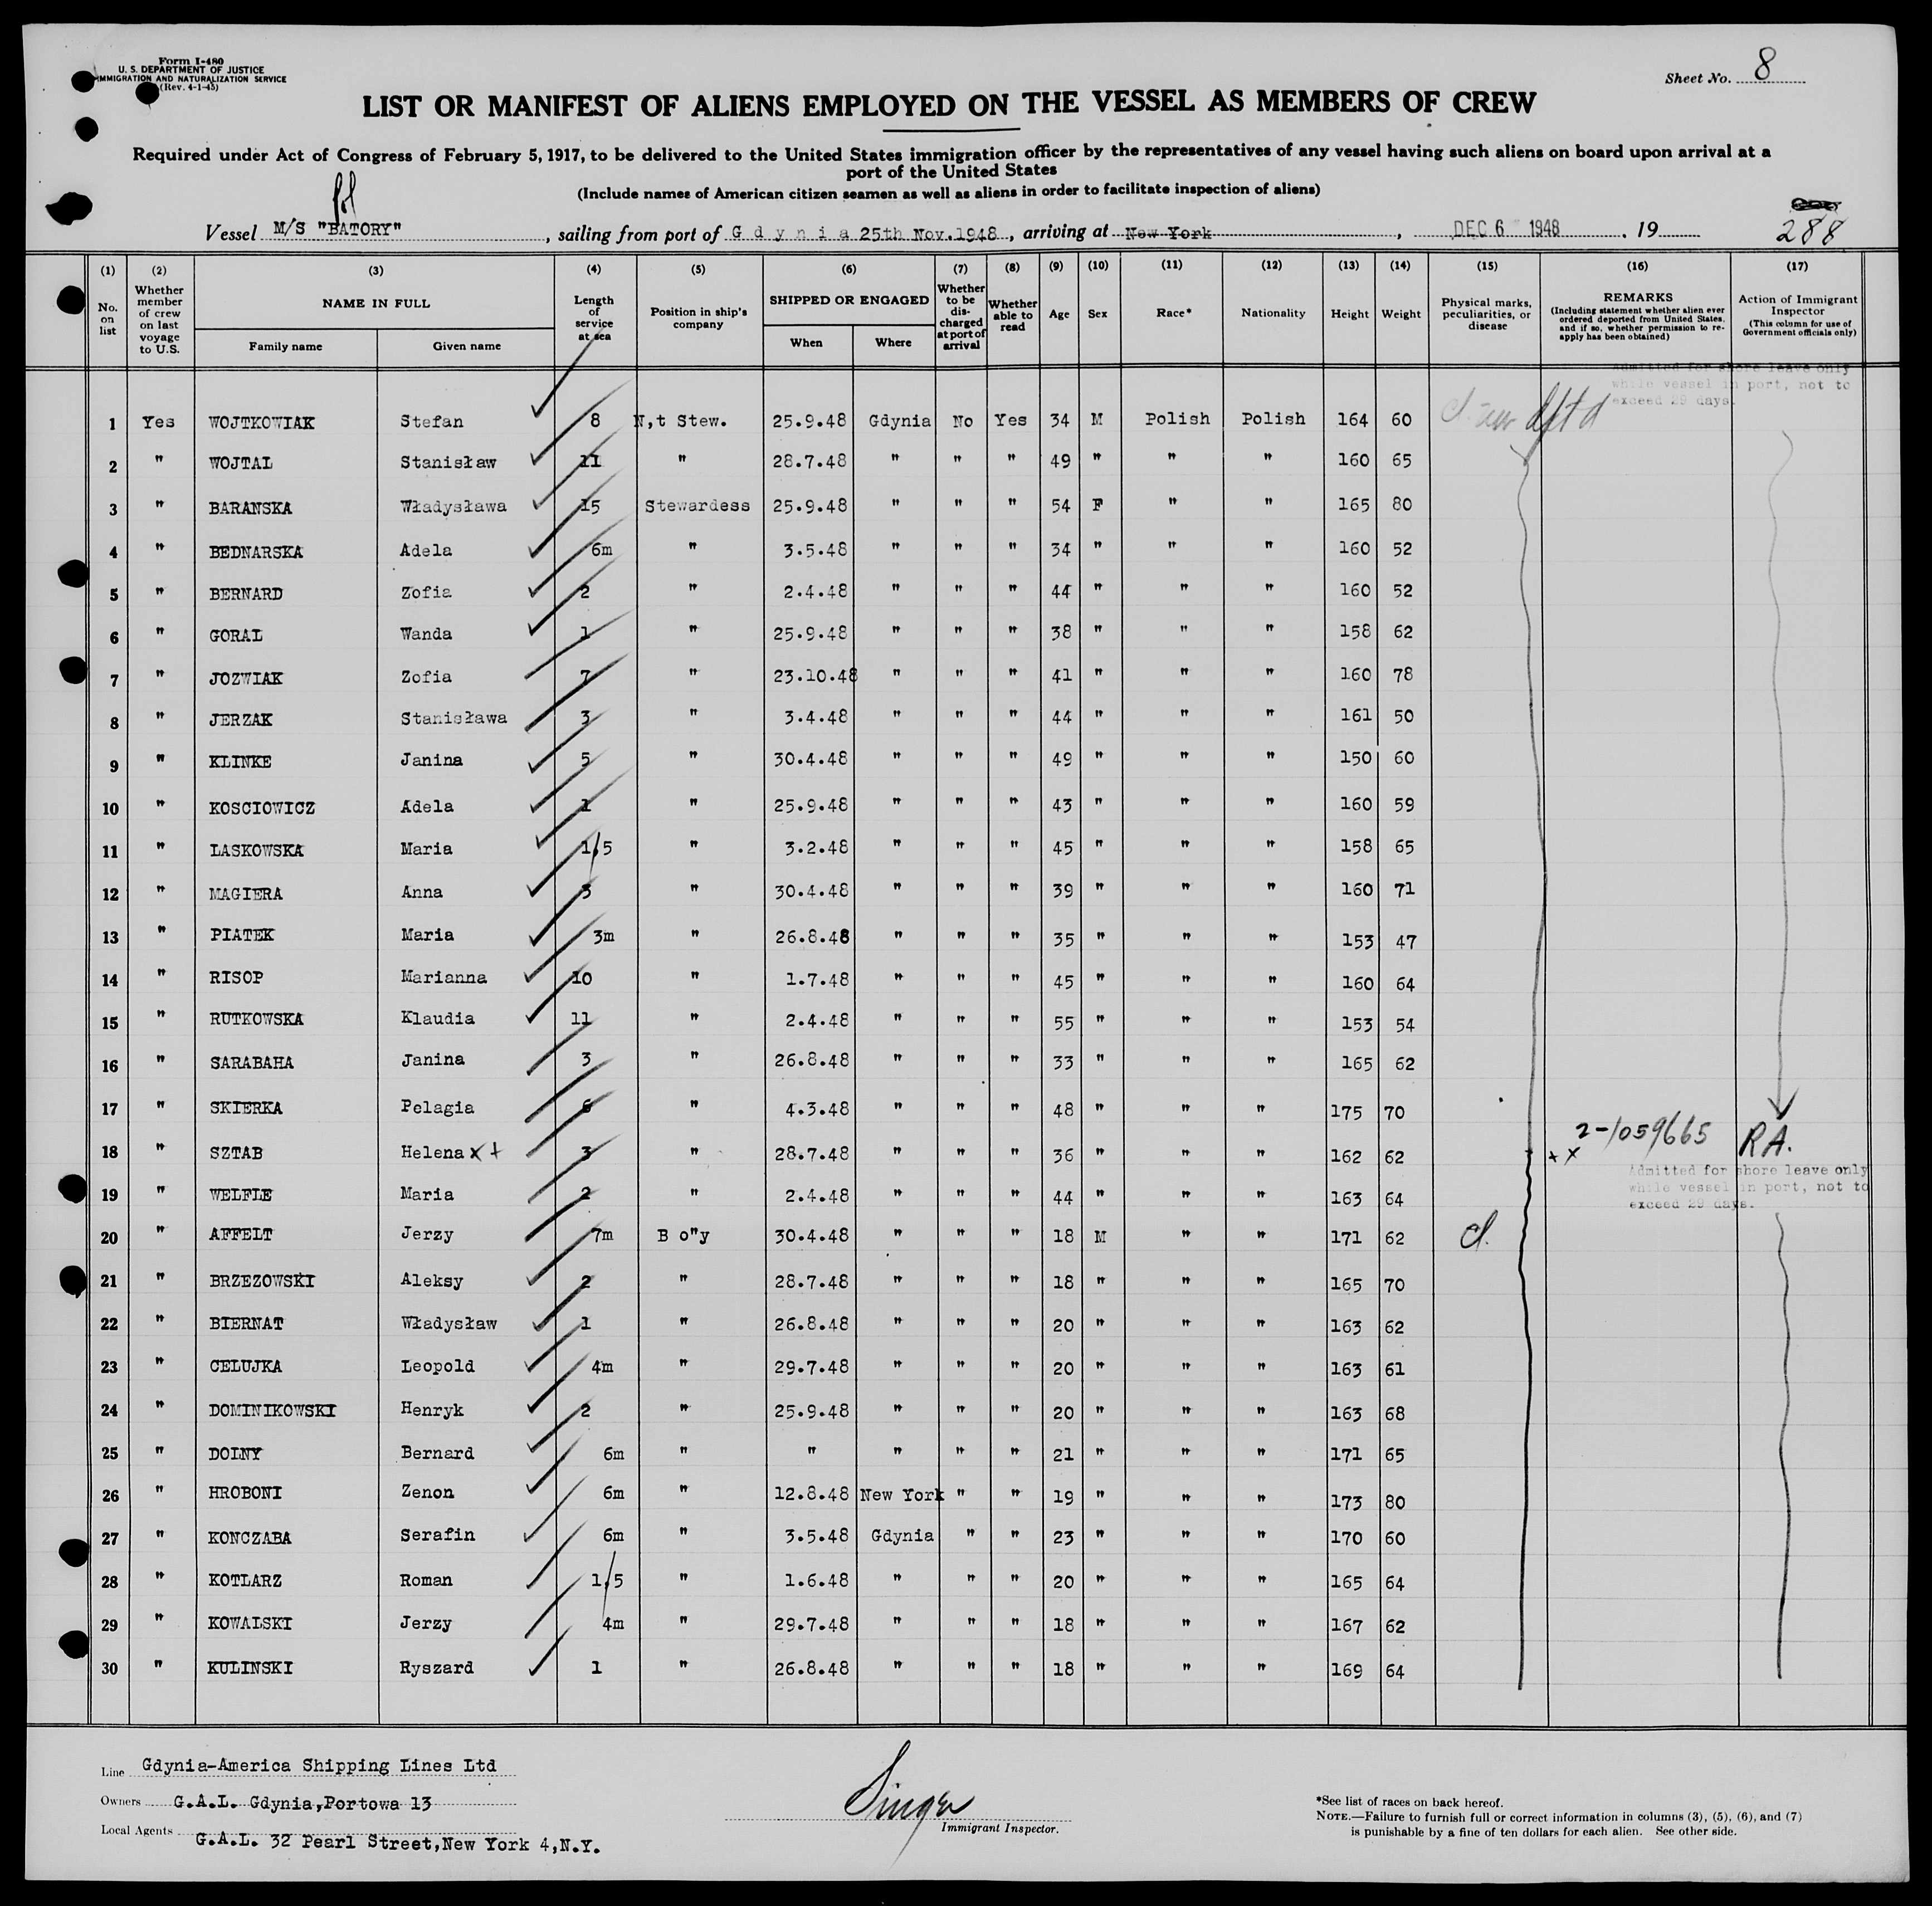 Form I-480
U. S. DEPARTMENT OF JUSTICE
IMMIGRATION AND NATURALIZATION SERVICE
(Rev. 4-1-45)
Sheet No. 8
LIST OR MANIFEST OF ALIENS EMPLOYED ON THE VESSEL AS MEMBERS OF CREW
Required under Act of Congress of February 5, 1917, to be delivered to the United States immigration officer by the representatives of any vessel having such aliens on board upon arrival at a
port of the United States
(Include names of American citizen seamen as well as aliens in order to facilitate inspection of aliens)
Vessel M/S "BATORY", sailing from port of G d y n i a 25th Nov.1948, arriving at New York, DEC 6 1948. 19
288
(1) (2) (3) (4) (5) (6) (7) (8) (9) (10) (11) (12) (13) (14) (15) (16) (17)
No. on list
Whether member of crew on last voyage to U.S.
NAME IN FULL
Family name Given name
Length of service at sea
Position in ship's company
SHIPPED OR ENGAGED
When Where
Whether to be discharged at port of arrival
Whether able to read
Age Sex Race* Nationality Height Weight
Physical marks, peculiarities, or disease
REMARKS
(Including statement whether alien ever ordered deported from United States, and if so, whether permission to reapply has been obtained)
Action of Immigrant Inspector
(This column for use of Government officials only)
Admitted for shore leave only
while vessel in port, not to
exceed 29 days.
1 Yes WOJTKOWIAK Stefan 8 N,t Stew. 25.9.48 Gdynia No Yes 34 M Polish Polish 164 60
2 " WOJTAL Stanisław 11 " 28.7.48 " " " 49 " " " 160 65
3 " BARANSKA Władysława 15 Stewardess 25.9.48 " " " 54 F " " 165 80
4 " BEDNARSKA Adela 6m " 3.5.48 " " " 34 " " " 160 52
5 " BERNARD Zofia 2 " 2.4.48 " " " 44 " " " 160 52
6 " GORAL Wanda 1 " 25.9.48 " " " 38 " " " 158 62
7 " JOZWIAK Zofia 7 " 23.10.48 " " " 41 " " " 160 78
8 " JERZAK Stanisława 3 " 3.4.48 " " " 44 " " " 161 50
9 " KLINKE Janina 5 " 30.4.48 " " " 49 " " " 150 60
10 " KOSCIOWICZ Adela 1 " 25.9.48 " " " 43 " " " 160 59
11 " LASKOWSKA Maria 1,5 " 3.2.48 " " " 45 " " " 158 65
12 " MAGIERA Anna 3 " 30.4.48 " " " 39 " " " 160 71
13 " PIATEK Maria 3m " 26.8.48 " " " 35 " " " 153 47
14 " RISOP Marianna 10 " 1.7.48 " " " 45 " " " 160 64
15 " RUTKOWSKA Klaudia 11 " 2.4.48 " " " 55 " " " 153 54
16 " SARABAHA Janina 3 " 26.8.48 " " " 33 " " " 165 62
17 " SKIERKA Pelagia 6 " 4.3.48 " " " 48 " " " 175 70
2-1059665 R.A.
18 " SZTAB Helena x+ 3 " 28.7.48 " " " 36 " " " 162 62 + x
Admitted for shore leave only
while vessel in port, not to
exceed 29 days.
19 " WELFLE Maria 2 " 2.4.48 " " " 44 " " " 163 64
20 " AFFELT Jerzy 7m B o"y 30.4.48 " " " 18 M " " 171 62 cl.
21 " BRZEZOWSKI Aleksy 2 " 28.7.48 " " " 18 " " " 165 70
22 " BIERNAT Władysław 1 " 26.8.48 " " " 20 " " " 163 62
23 " CELUJKA Leopold 4m " 29.7.48 " " " 20 " " " 163 61
24 " DOMINIKOWSKI Henryk 2 " 25.9.48 " " " 20 " " " 163 68
25 " DOLNY Bernard 6m " " " " " 21 " " " 171 65
26 " HROBONI Zenon 6m " 12.8.48 New York " " 19 " " " 173 80
27 " KONCZABA Serafin 6m " 3.5.48 Gdynia " " 23 " " " 170 60
28 " KOTLARZ Roman 1,5 " 1.6.48 " " " 20 " " " 165 64
29 " KOWALSKI Jerzy 4m " 29.7.48 " " " 18 " " " 167 62
30 " KULINSKI Ryszard 1 " 26.8.48 " " " 18 " " " 169 64
Line Gdynia-America Shipping Lines Ltd
Owners G.A.L. Gdynia,Portowa 13
Local Agents G.A.L. 32 Pearl Street,New York 4,N.Y.
Singer
Immigrant Inspector.
*See list of races on back hereof.
NOTE.—Failure to furnish full or correct information in columns (3), (5), (6), and (7)
is punishable by a fine of ten dollars for each alien. See other side.